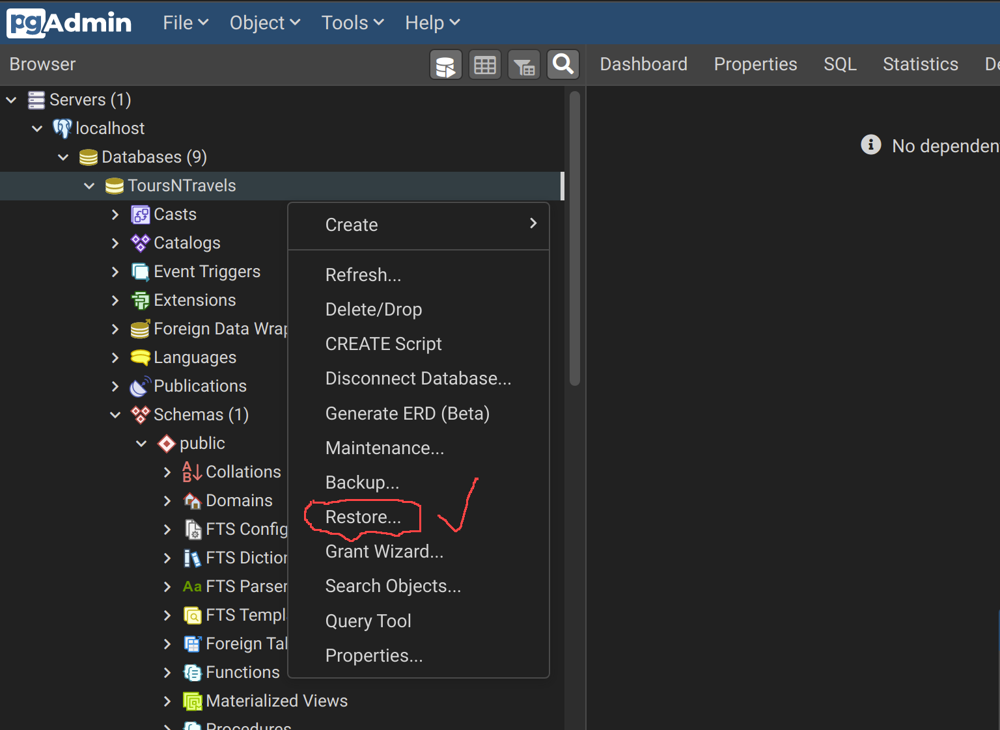 pgAdmin File Object Tools Help
Browser Dashboard Properties SQL Statistics
Servers (1)
localhost
No dependen
Databases (9)
ToursNTravels
Casts
Catalogs
Event Triggers
Extensions
Foreign Data Wrap
Languages
Publications
Schemas (1)
public
Collations
Domains
FTS Config
FTS Diction
Aa FTS Parser
FTS Templ
Foreign Tal
Functions
Materialized Views
Procedures
Create
Refresh...
Delete/Drop
CREATE Script
Disconnect Database...
Generate ERD (Beta)
Maintenance...
Backup...
Restore...
Grant Wizard...
Search Objects...
Query Tool
Properties...